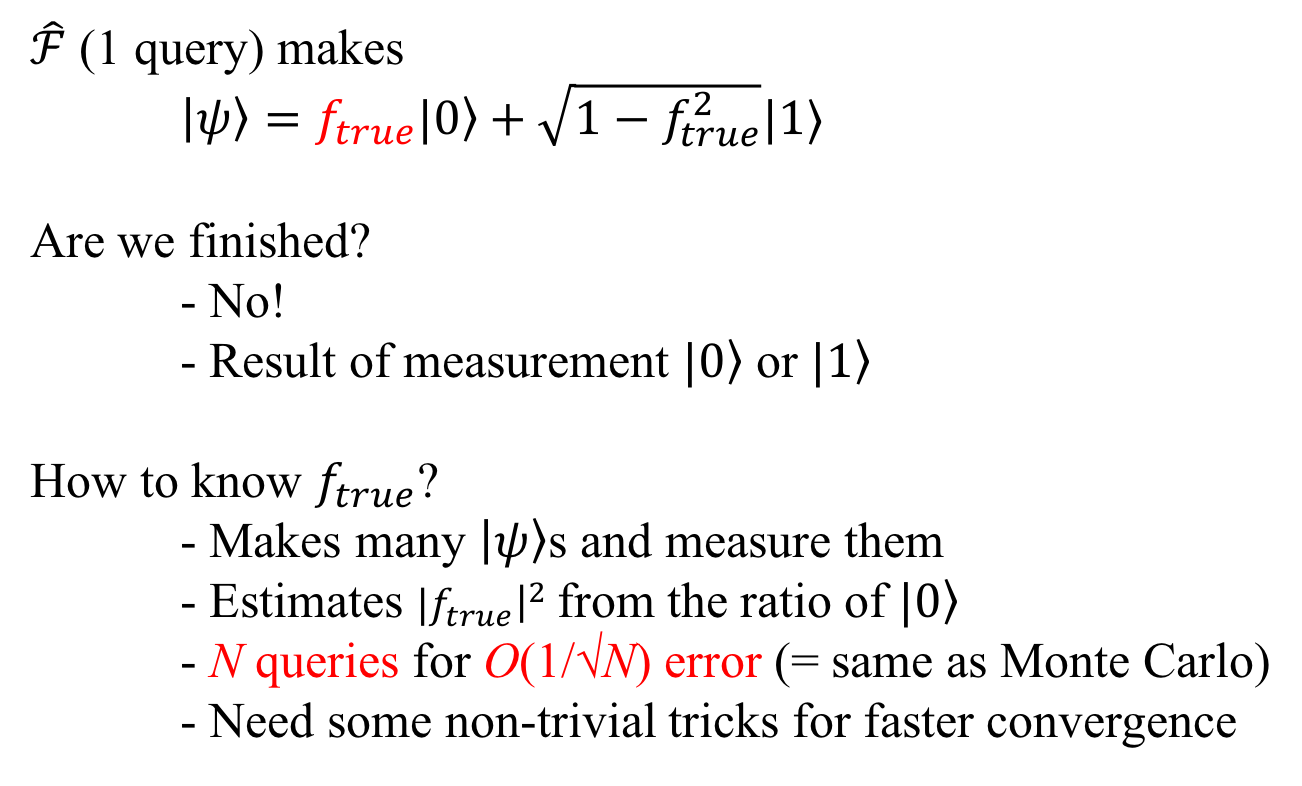 𝓕̂ (1 query) makes
|ψ⟩ = f_true|0⟩ + √(1 − f_true²)|1⟩
Are we finished?
- No!
- Result of measurement |0⟩ or |1⟩
How to know f_true?
- Makes many |ψ⟩s and measure them
- Estimates |f_true|² from the ratio of |0⟩
- N queries for O(1/√N) error (= same as Monte Carlo)
- Need some non-trivial tricks for faster convergence